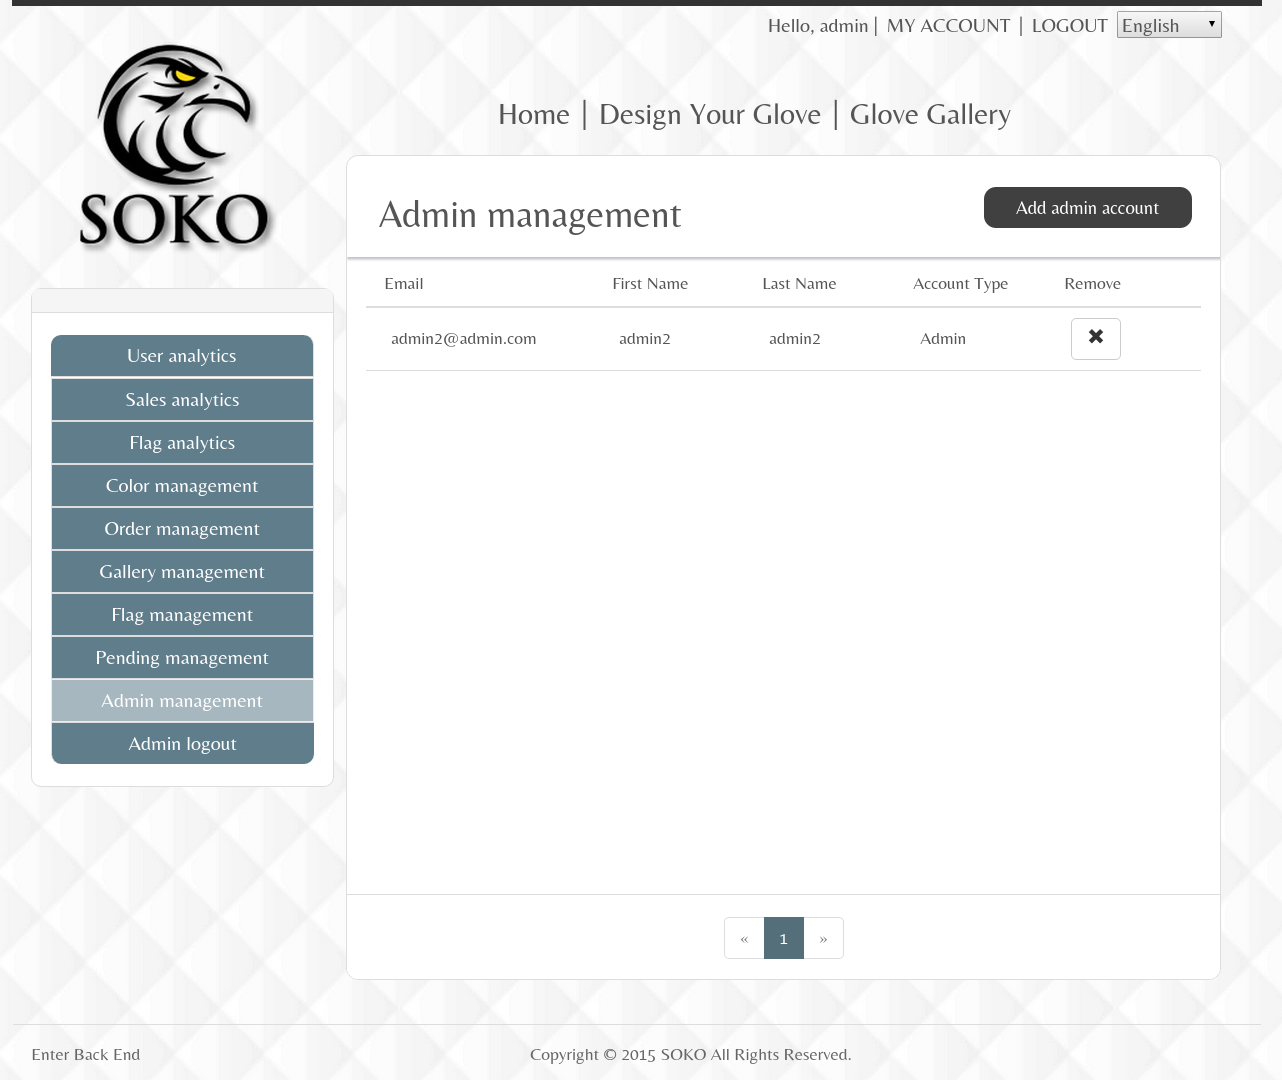 Hello, admin | MY ACCOUNT | LOGOUT English
SOKO
Home | Design Your Glove | Glove Gallery
Admin management
Add admin account
Email First Name Last Name Account Type Remove
admin2@admin.com admin2 admin2 Admin ✖
User analytics
Sales analytics
Flag analytics
Color management
Order management
Gallery management
Flag management
Pending management
Admin management
Admin logout
« 1 »
Enter Back End
Copyright © 2015 SOKO All Rights Reserved.